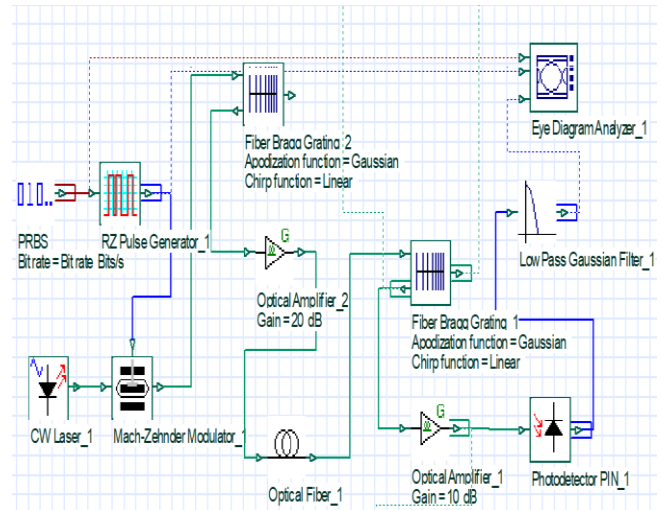 Eye Diagram Analyzer_1
Fiber Bragg Grating_2
Apodization function = Gaussian
Chirp function = Linear
PRBS
Bit rate = Bit rate Bits/s
RZ Pulse Generator_1
G
Low Pass Gaussian Filter_1
Optical Amplifier_2
Gain = 20 dB
Fiber Bragg Grating_1
Apodization function = Gaussian
Chirp function = Linear
CW Laser_1
Mach-Zehnder Modulator_1
G
Optical Fiber_1
Optical Amplifier_1
Gain = 10 dB
Photodetector PIN_1